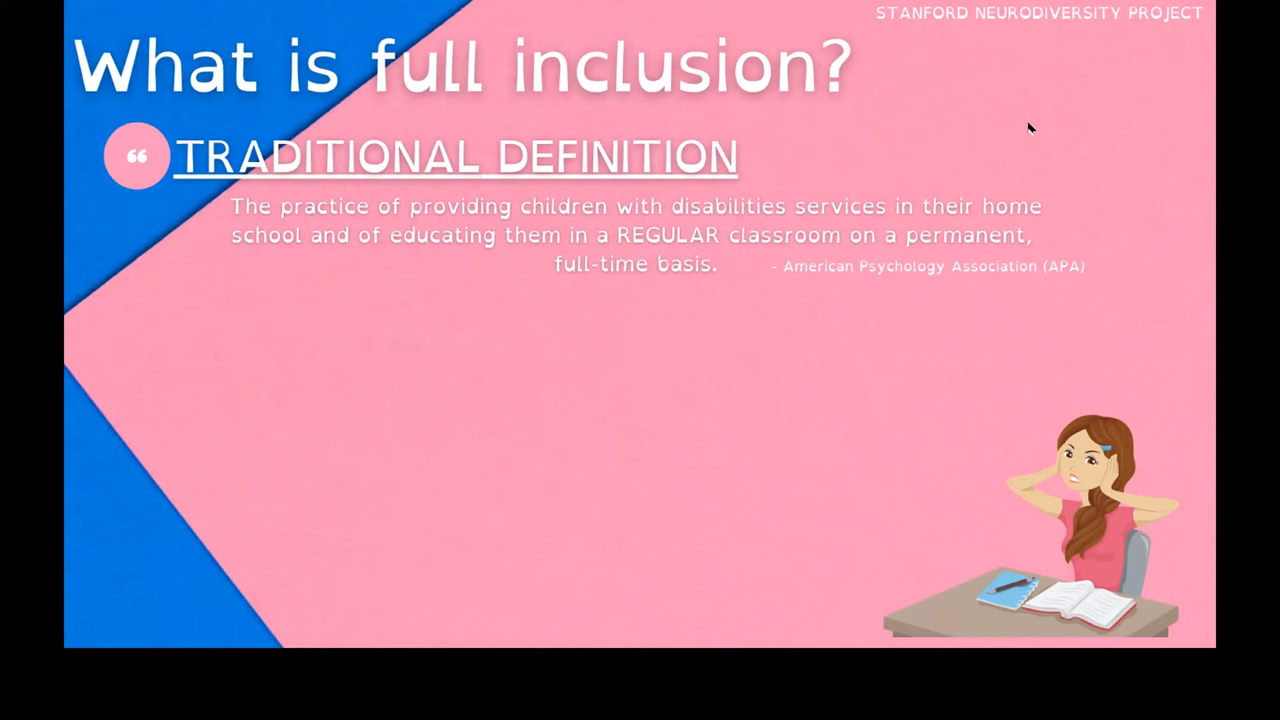 STANFORD NEURODIVERSITY PROJECT
What is full inclusion?
“ TRADITIONAL DEFINITION
The practice of providing children with disabilities services in their home
school and of educating them in a REGULAR classroom on a permanent,
full-time basis. - American Psychology Association (APA)